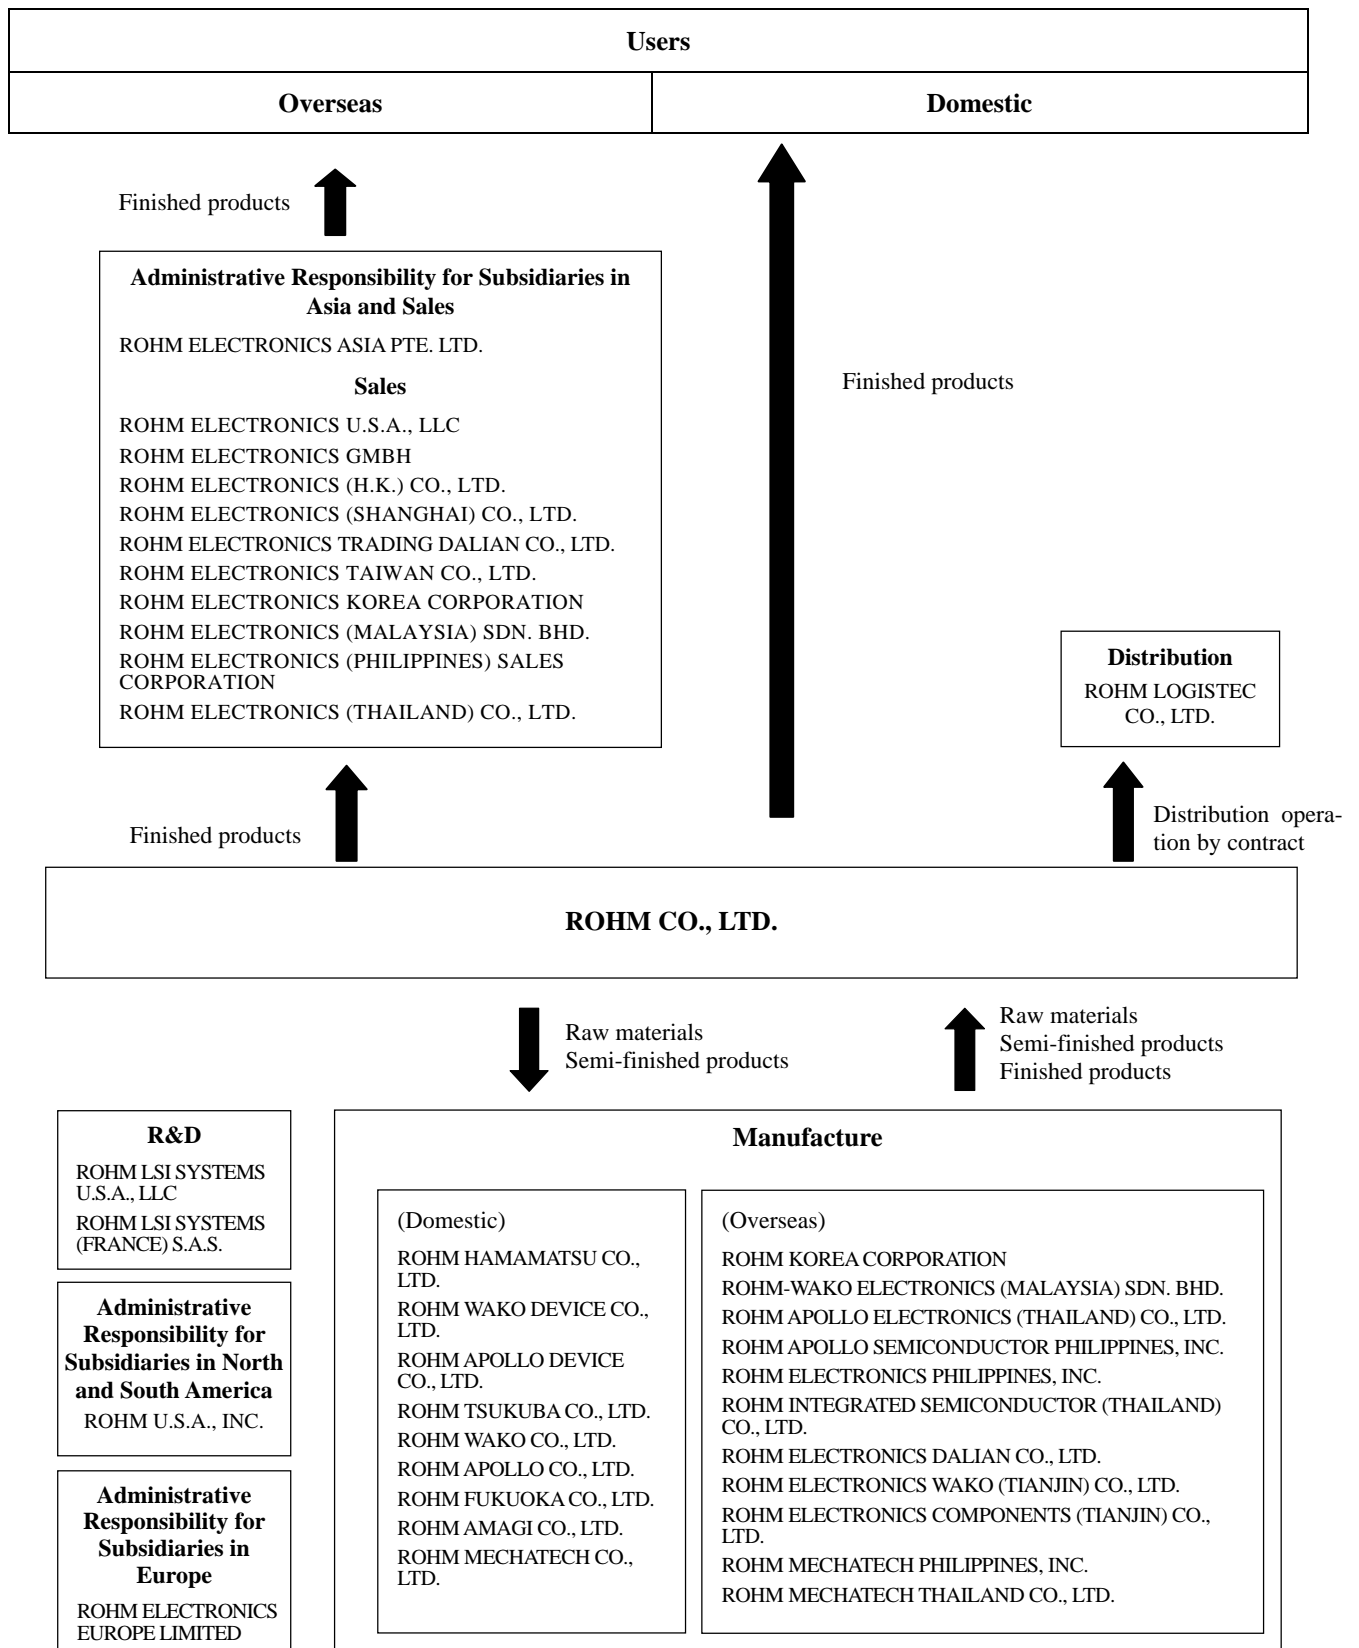 Users
Overseas
Domestic
Finished products
Administrative Responsibility for Subsidiaries in
Asia and Sales
ROHM ELECTRONICS ASIA PTE. LTD.
Sales
ROHM ELECTRONICS U.S.A., LLC
ROHM ELECTRONICS GMBH
ROHM ELECTRONICS (H.K.) CO., LTD.
ROHM ELECTRONICS (SHANGHAI) CO., LTD.
ROHM ELECTRONICS TRADING DALIAN CO., LTD.
ROHM ELECTRONICS TAIWAN CO., LTD.
ROHM ELECTRONICS KOREA CORPORATION
ROHM ELECTRONICS (MALAYSIA) SDN. BHD.
ROHM ELECTRONICS (PHILIPPINES) SALES
CORPORATION
ROHM ELECTRONICS (THAILAND) CO., LTD.
Finished products
Finished products
Distribution
ROHM LOGISTEC
CO., LTD.
Distribution opera-
tion by contract
ROHM CO., LTD.
Raw materials
Semi-finished products
Raw materials
Semi-finished products
Finished products
R&D
ROHM LSI SYSTEMS
U.S.A., LLC
ROHM LSI SYSTEMS
(FRANCE) S.A.S.
Administrative
Responsibility for
Subsidiaries in North
and South America
ROHM U.S.A., INC.
Administrative
Responsibility for
Subsidiaries in
Europe
ROHM ELECTRONICS
EUROPE LIMITED
Manufacture
(Domestic)
ROHM HAMAMATSU CO.,
LTD.
ROHM WAKO DEVICE CO.,
LTD.
ROHM APOLLO DEVICE
CO., LTD.
ROHM TSUKUBA CO., LTD.
ROHM WAKO CO., LTD.
ROHM APOLLO CO., LTD.
ROHM FUKUOKA CO., LTD.
ROHM AMAGI CO., LTD.
ROHM MECHATECH CO.,
LTD.
(Overseas)
ROHM KOREA CORPORATION
ROHM-WAKO ELECTRONICS (MALAYSIA) SDN. BHD.
ROHM APOLLO ELECTRONICS (THAILAND) CO., LTD.
ROHM APOLLO SEMICONDUCTOR PHILIPPINES, INC.
ROHM ELECTRONICS PHILIPPINES, INC.
ROHM INTEGRATED SEMICONDUCTOR (THAILAND)
CO., LTD.
ROHM ELECTRONICS DALIAN CO., LTD.
ROHM ELECTRONICS WAKO (TIANJIN) CO., LTD.
ROHM ELECTRONICS COMPONENTS (TIANJIN) CO.,
LTD.
ROHM MECHATECH PHILIPPINES, INC.
ROHM MECHATECH THAILAND CO., LTD.